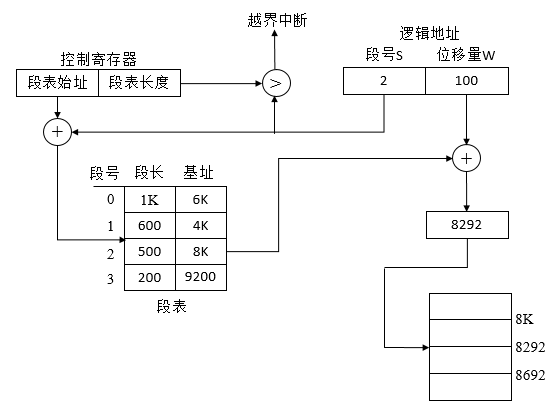 越界中断
控制寄存器
段表始址 段表长度
>
逻辑地址
段号S 位移量W
2 100
+
+
段号 段长 基址
0 1K 6K
1 600 4K
2 500 8K
3 200 9200
段表
8292
8K
8292
8692